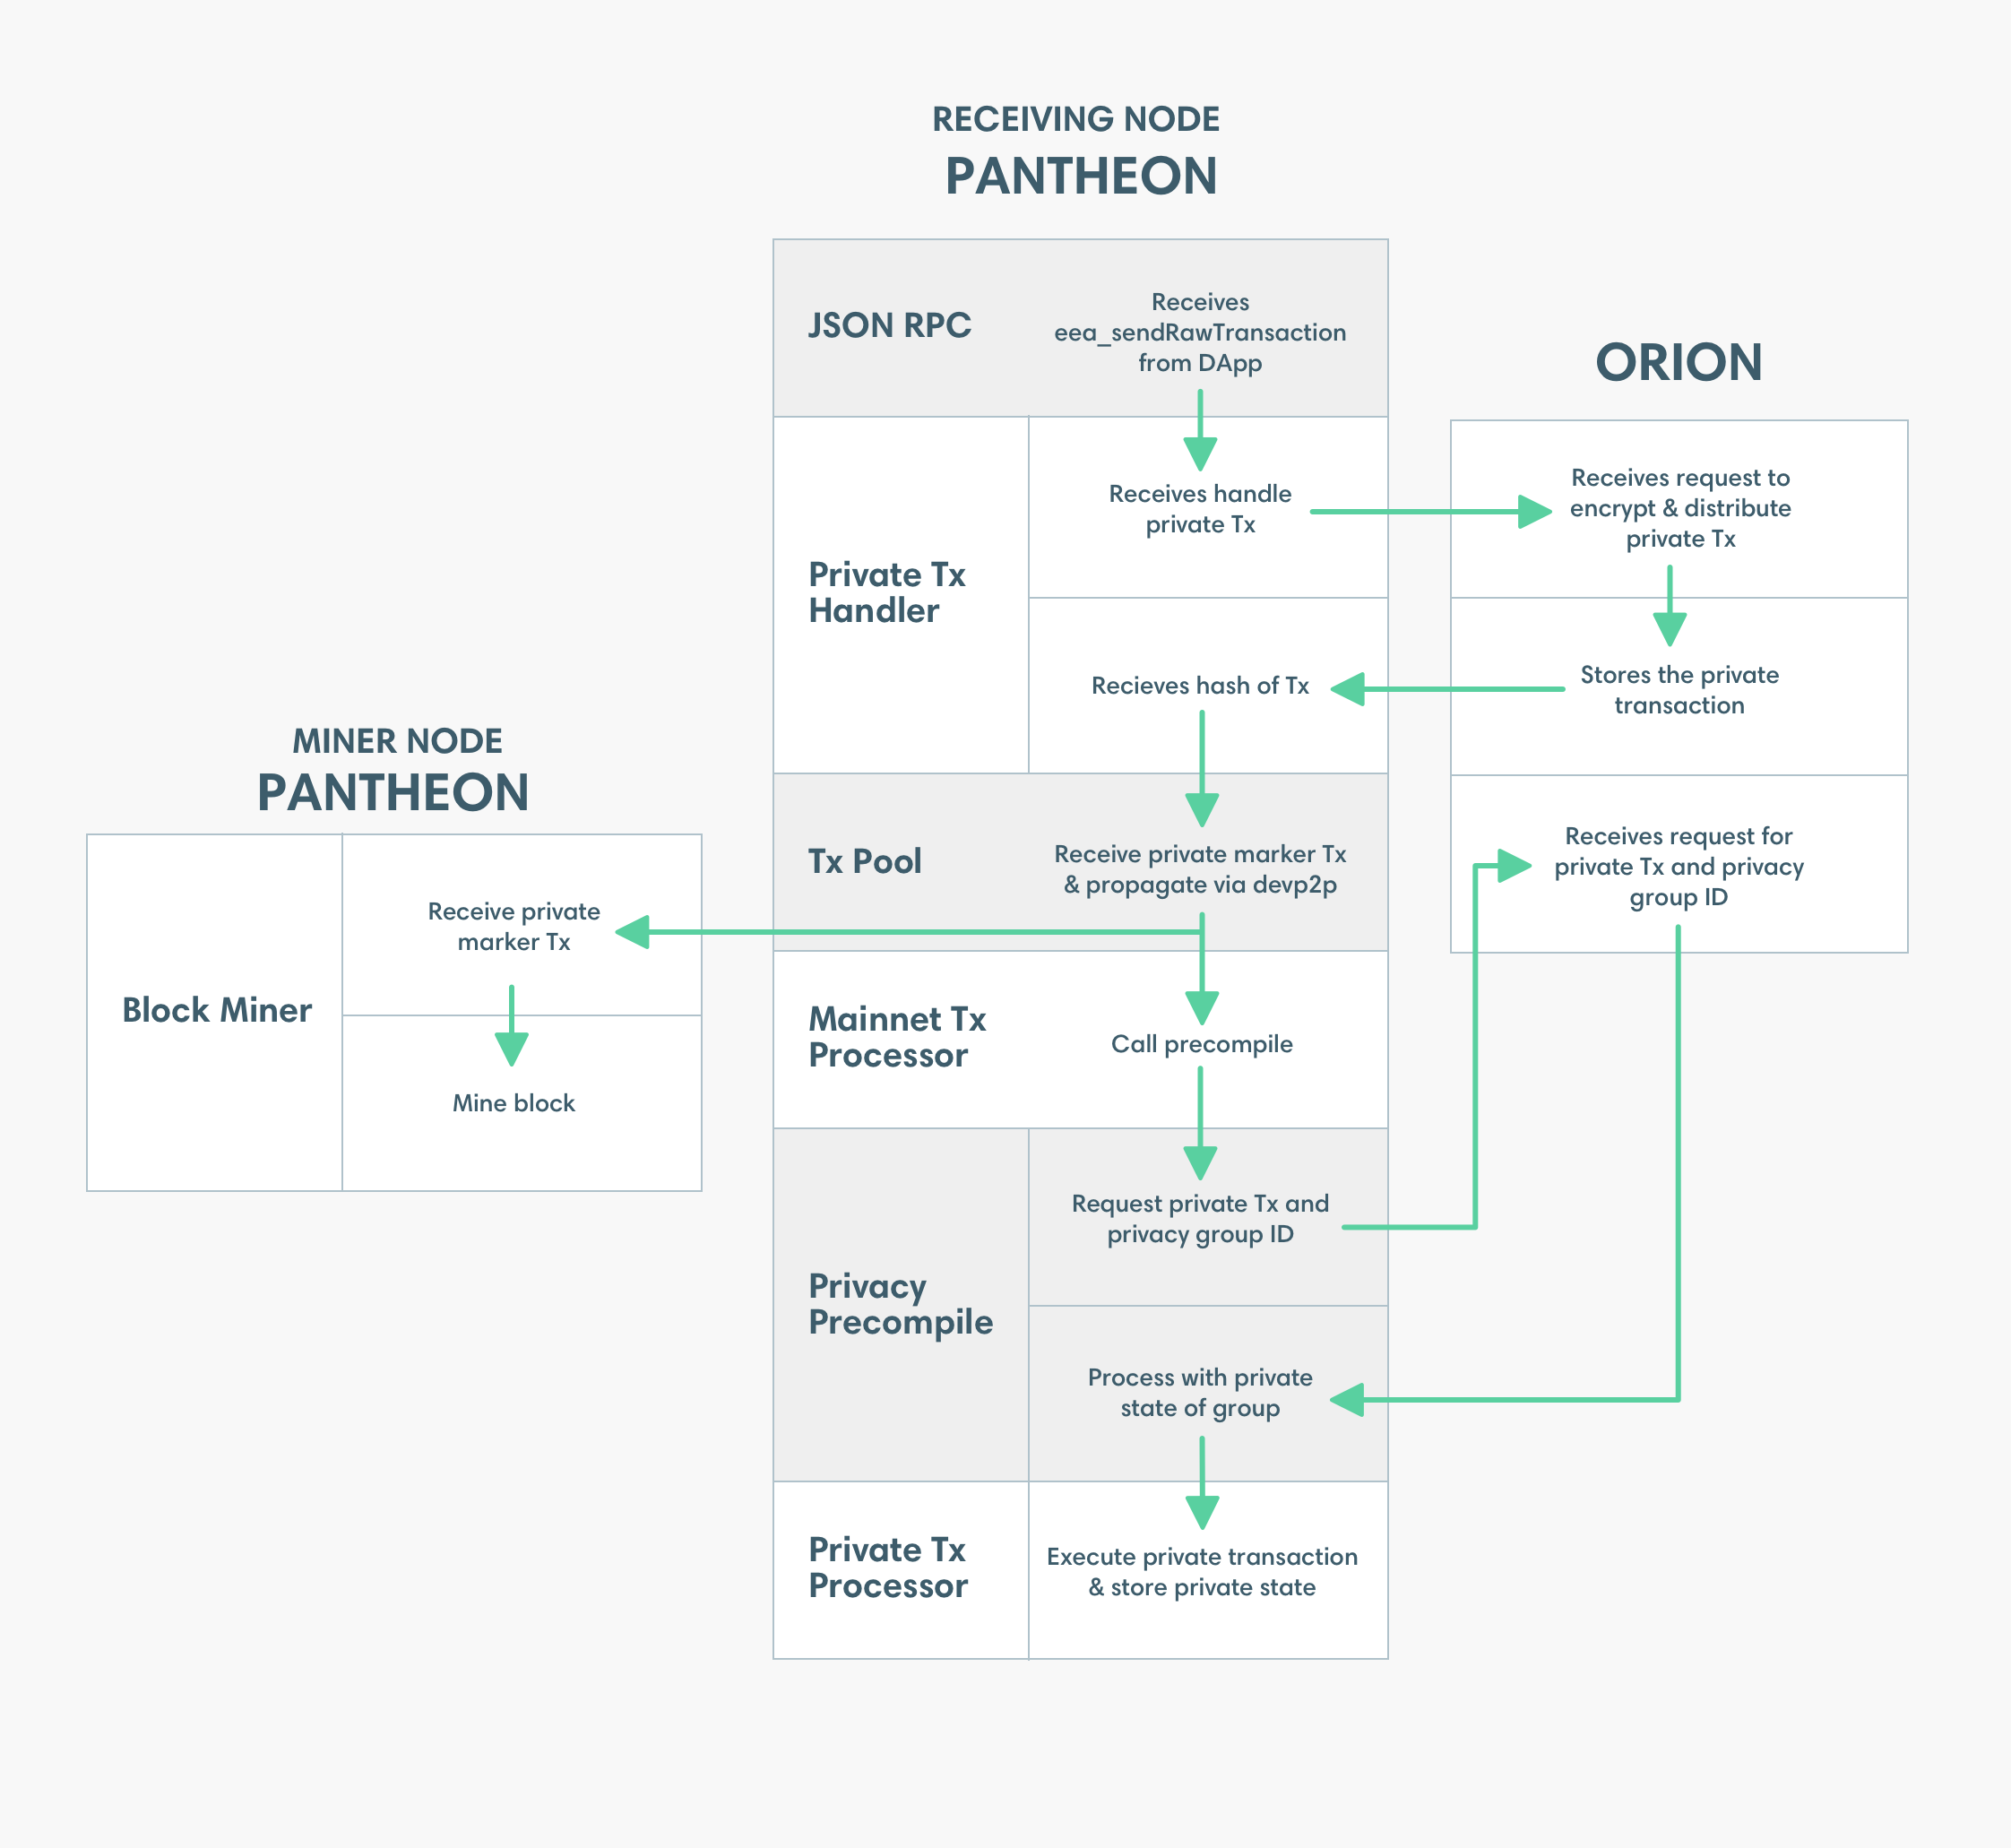 RECEIVING NODE
PANTHEON
JSON RPC
Receives
eea_sendRawTransaction
from DApp
Private Tx
Handler
Receives handle
private Tx
Recieves hash of Tx
Tx Pool
Receive private marker Tx
& propagate via devp2p
Mainnet Tx
Processor
Call precompile
Privacy
Precompile
Request private Tx and
privacy group ID
Process with private
state of group
Private Tx
Processor
Execute private transaction
& store private state
ORION
Receives request to
encrypt & distribute
private Tx
Stores the private
transaction
Receives request for
private Tx and privacy
group ID
MINER NODE
PANTHEON
Block Miner
Receive private
marker Tx
Mine block